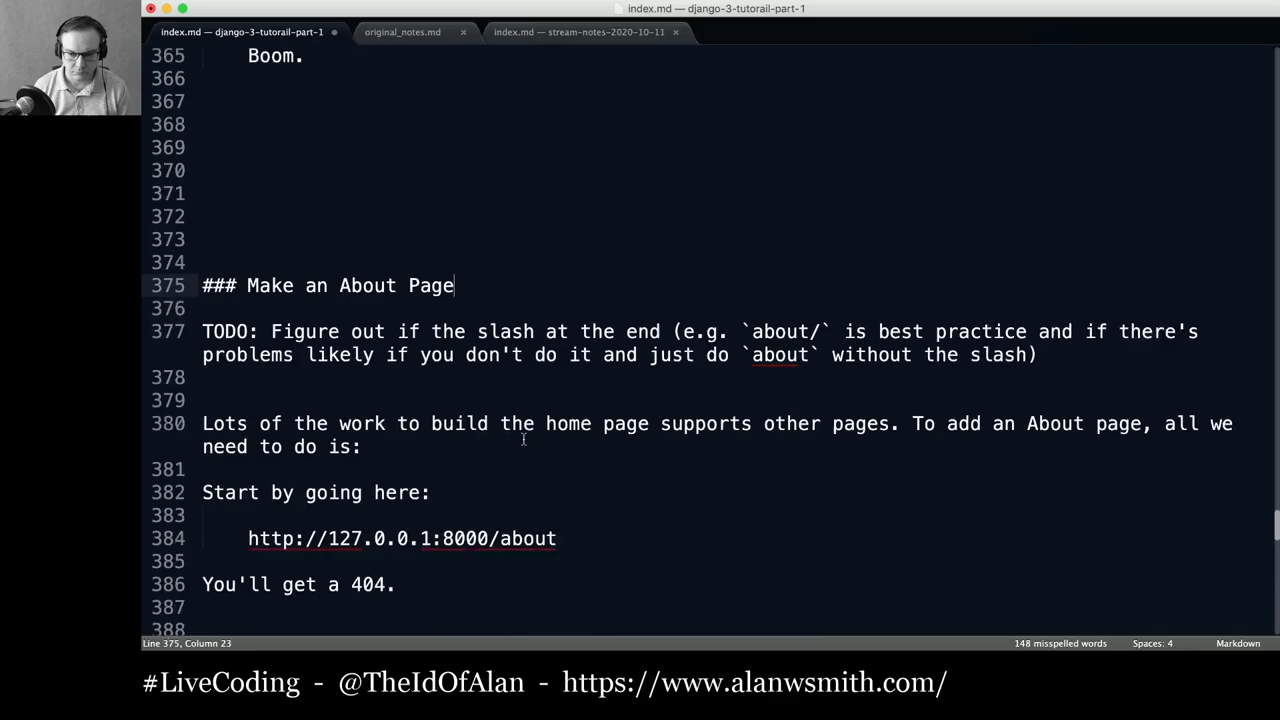 index.md — django-3-tutorail-part-1
index.md — django-3-tutorail-part-1
original_notes.md
index.md — stream-notes-2020-10-11
365 Boom.
366
367
368
369
370
371
372
373
374
375 ### Make an About Page
376
377 TODO: Figure out if the slash at the end (e.g. `about/` is best practice and if there's
problems likely if you don't do it and just do `about` without the slash)
378
379
380 Lots of the work to build the home page supports other pages. To add an About page, all we
need to do is:
381
382 Start by going here:
383
384 http://127.0.0.1:8000/about
385
386 You'll get a 404.
387
388
Line 375, Column 23
148 misspelled words
Spaces: 4
Markdown
#LiveCoding - @TheIdOfAlan - https://www.alanwsmith.com/